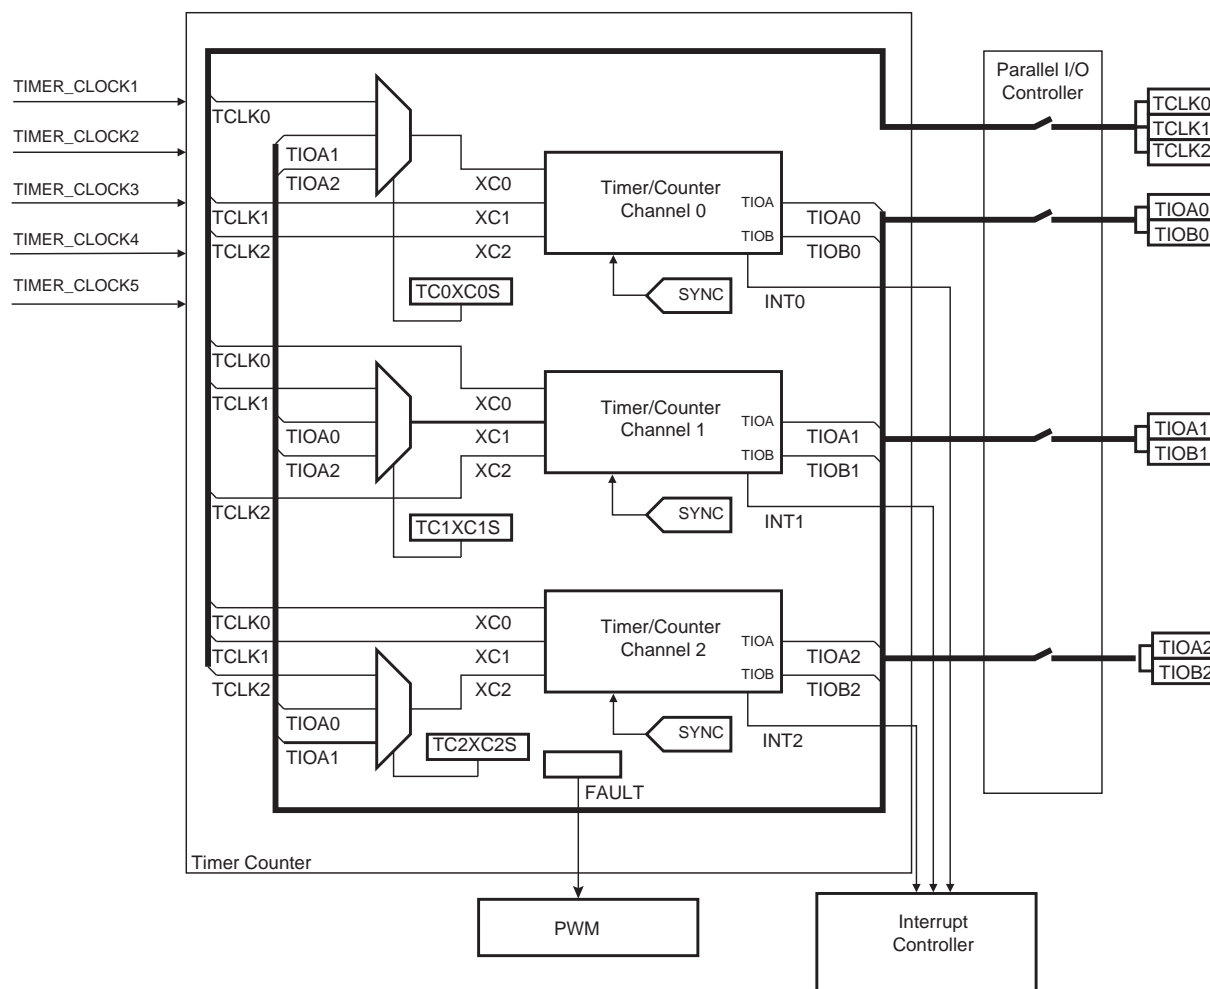 TIMER_CLOCK1
TIMER_CLOCK2
TIMER_CLOCK3
TIMER_CLOCK4
TIMER_CLOCK5
TCLK0
TIOA1
TIOA2
TCLK1
TCLK2
XC0
XC1
XC2
TC0XC0S
Timer/Counter
Channel 0
TIOA
TIOB
TIOA0
TIOB0
SYNC
INT0
TCLK0
TCLK1
TIOA0
TIOA2
TCLK2
XC0
XC1
XC2
TC1XC1S
Timer/Counter
Channel 1
TIOA
TIOB
TIOA1
TIOB1
SYNC
INT1
TCLK0
TCLK1
TCLK2
TIOA0
TIOA1
XC0
XC1
XC2
TC2XC2S
Timer/Counter
Channel 2
TIOA
TIOB
TIOA2
TIOB2
SYNC
INT2
FAULT
Timer Counter
PWM
Parallel I/O
Controller
TCLK0
TCLK1
TCLK2
TIOA0
TIOB0
TIOA1
TIOB1
TIOA2
TIOB2
Interrupt
Controller